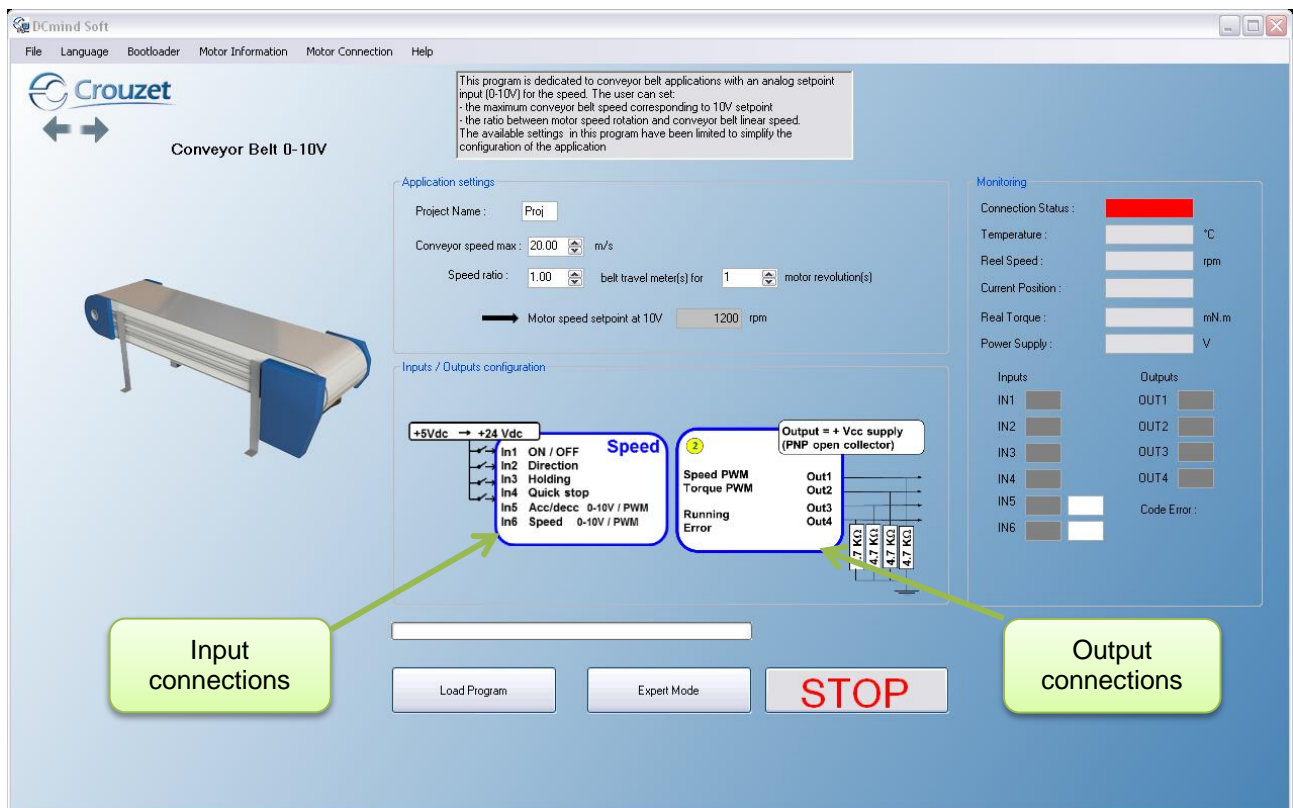 DCmind Soft
File Language Bootloader Motor Information Motor Connection Help
Crouzet
Conveyor Belt 0-10V
This program is dedicated to conveyor belt applications with an analog setpoint
input (0-10V) for the speed. The user can set:
- the maximum conveyor belt speed corresponding to 10V setpoint
- the ratio between motor speed rotation and conveyor belt linear speed.
The available settings in this program have been limited to simplify the
configuration of the application
Application settings
Project Name : Proj
Conveyor speed max : 20.00 m/s
Speed ratio : 1.00 belt travel meter(s) for 1 motor revolution(s)
Motor speed setpoint at 10V 1200 rpm
Inputs / Outputs configuration
+5Vdc → +24 Vdc
Speed
In1 ON / OFF
In2 Direction
In3 Holding
In4 Quick stop
In5 Acc/decc 0-10V / PWM
In6 Speed 0-10V / PWM
2
Output = + Vcc supply
(PNP open collector)
Speed PWM Out1
Torque PWM Out2
Running Out3
Error Out4
4.7 KΩ
4.7 KΩ
4.7 KΩ
4.7 KΩ
Monitoring
Connection Status :
Temperature : °C
Reel Speed : rpm
Current Position :
Real Torque : mN.m
Power Supply : V
Inputs Outputs
IN1 OUT1
IN2 OUT2
IN3 OUT3
IN4 OUT4
IN5 Code Error :
IN6
Input
connections
Output
connections
Load Program Expert Mode STOP